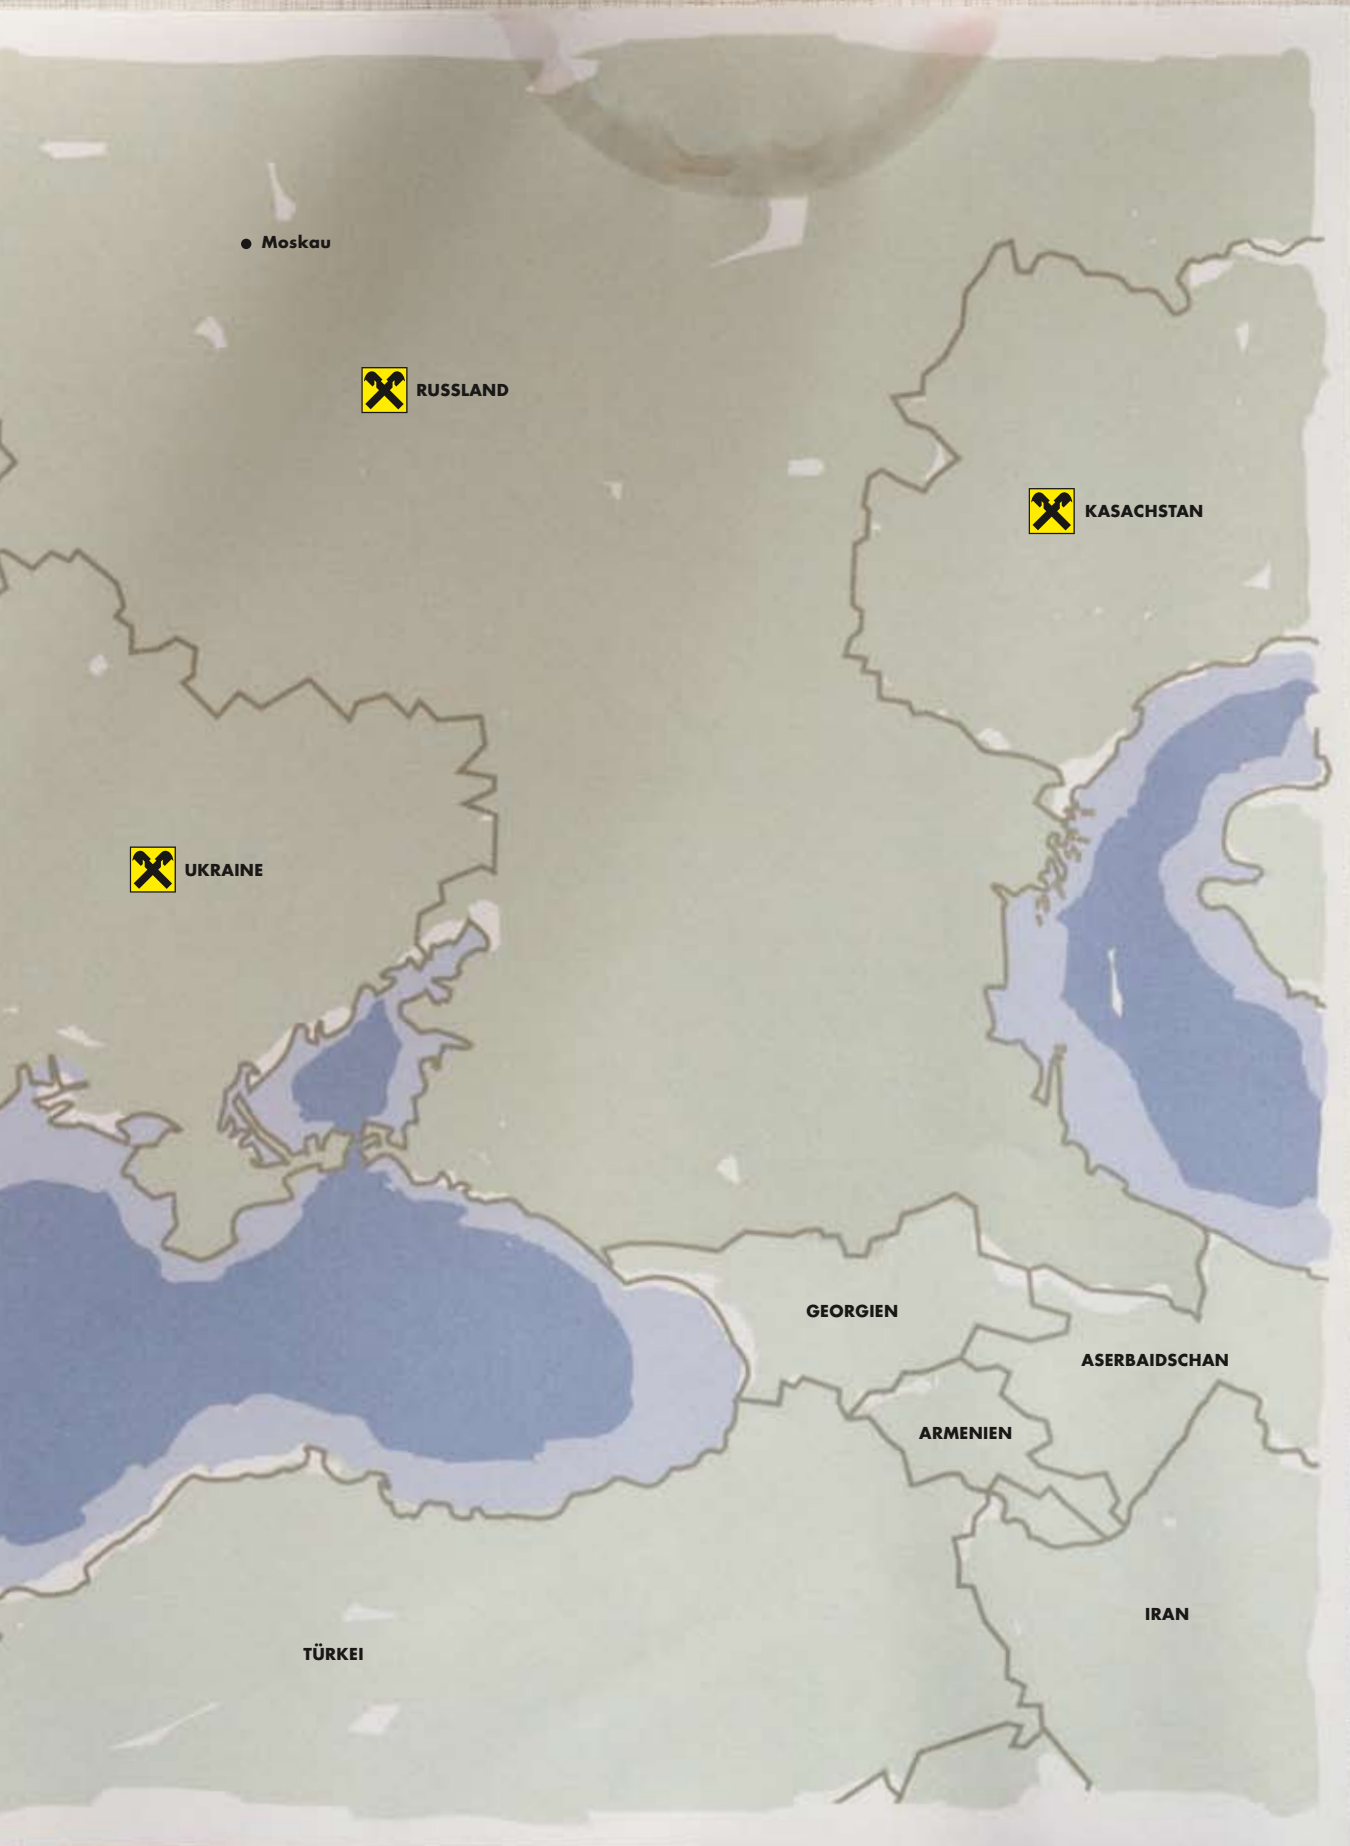 Moskau
RUSSLAND
KASACHSTAN
UKRAINE
GEORGIEN
ASERBAIDSCHAN
ARMENIEN
IRAN
TÜRKEI